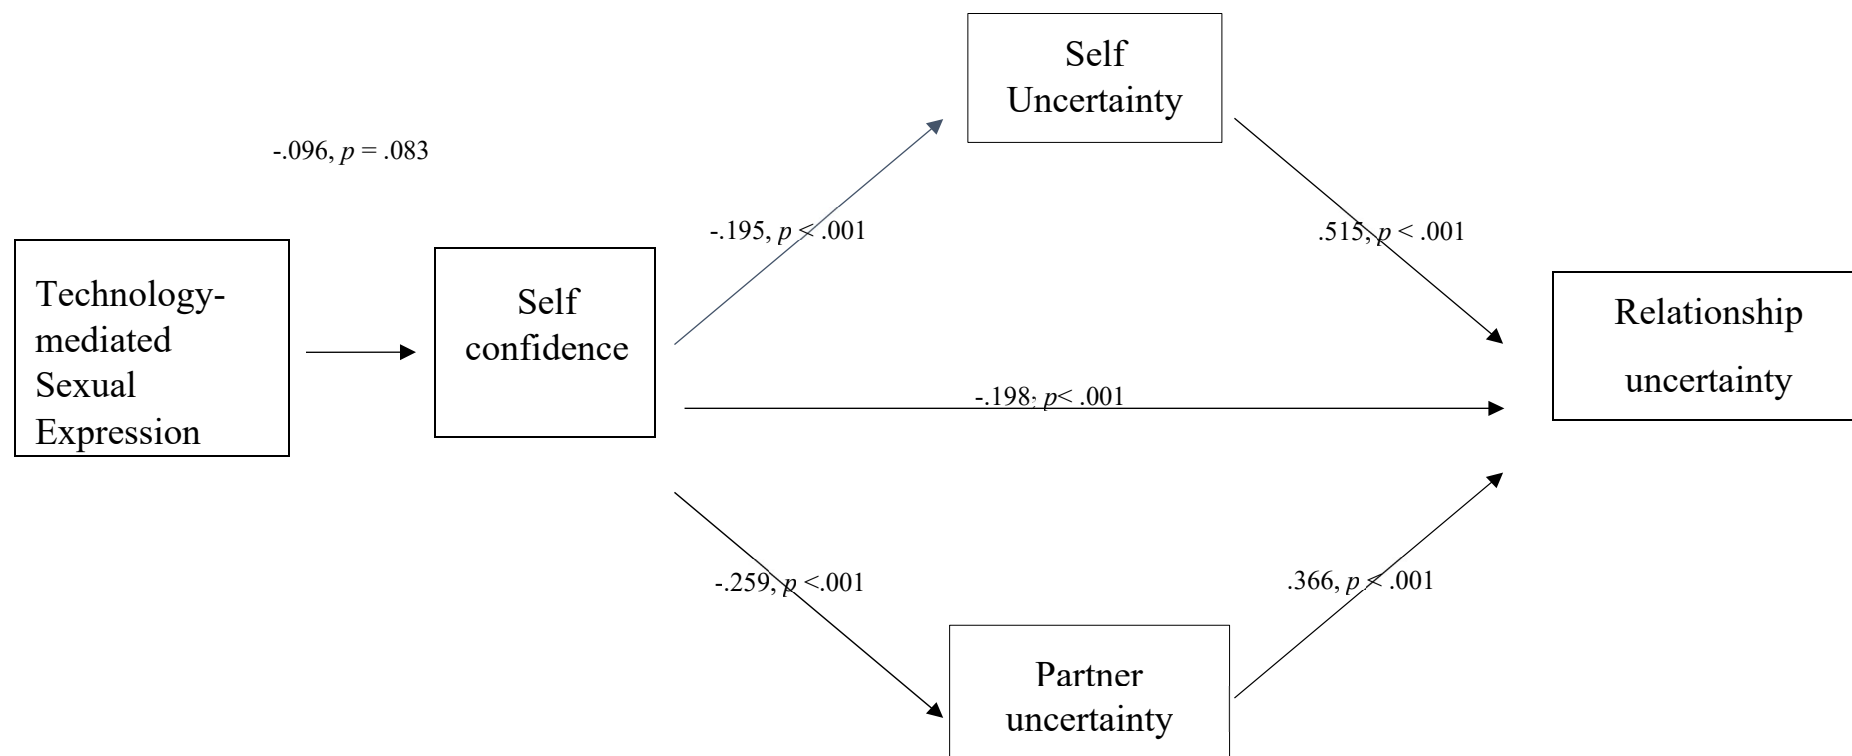 Self
Uncertainty
-.096, p = .083
-.195, p < .001
.515, p < .001
Technology-
mediated
Sexual
Expression
Self
confidence
Relationship
uncertainty
-.198, p< .001
-.259, p <.001
.366, p < .001
Partner
uncertainty